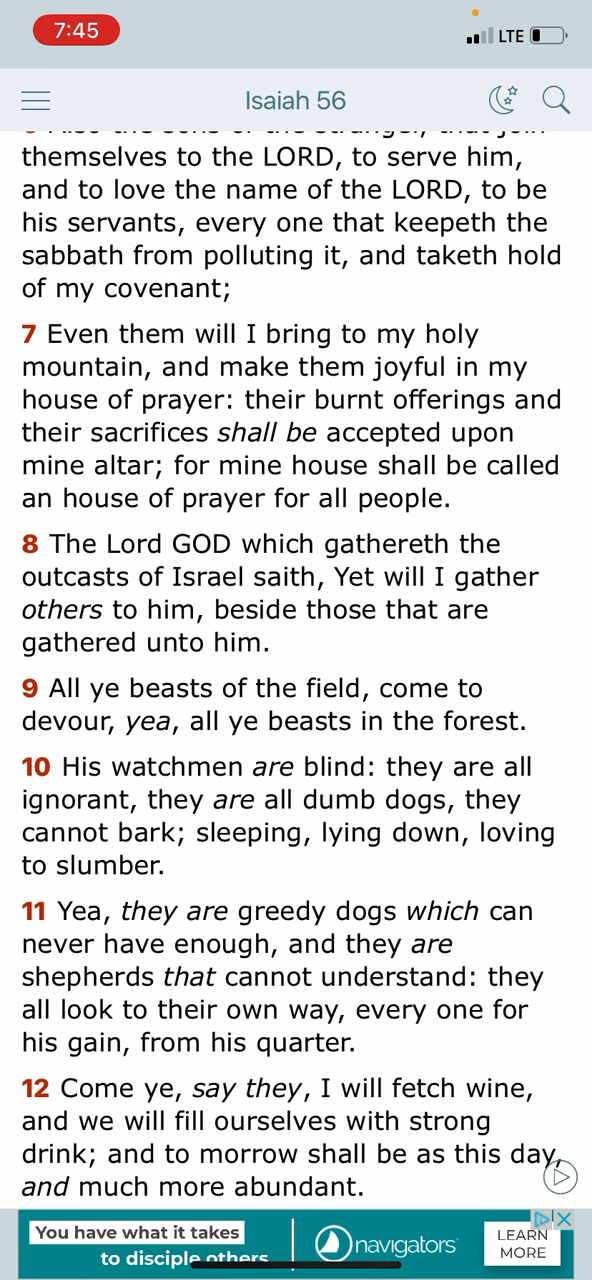 7:45
LTE
Isaiah 56
themselves to the LORD, to serve him,
and to love the name of the LORD, to be
his servants, every one that keepeth the
sabbath from polluting it, and taketh hold
of my covenant;
7 Even them will I bring to my holy
mountain, and make them joyful in my
house of prayer: their burnt offerings and
their sacrifices shall be accepted upon
mine altar; for mine house shall be called
an house of prayer for all people.
8 The Lord GOD which gathereth the
outcasts of Israel saith, Yet will I gather
others to him, beside those that are
gathered unto him.
9 All ye beasts of the field, come to
devour, yea, all ye beasts in the forest.
10 His watchmen are blind: they are all
ignorant, they are all dumb dogs, they
cannot bark; sleeping, lying down, loving
to slumber.
11 Yea, they are greedy dogs which can
never have enough, and they are
shepherds that cannot understand: they
all look to their own way, every one for
his gain, from his quarter.
12 Come ye, say they, I will fetch wine,
and we will fill ourselves with strong
drink; and to morrow shall be as this day,
and much more abundant.
You have what it takes
to disciple others
navigators
LEARN
MORE